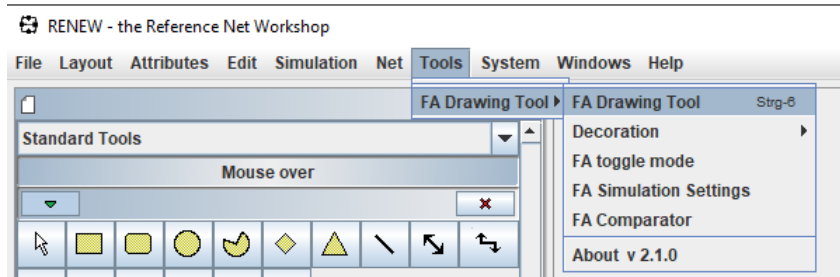 RENEW - the Reference Net Workshop
File Layout Attributes Edit Simulation Net Tools System Windows Help
FA Drawing Tool
FA Drawing Tool Strg-6
Standard Tools
Decoration
Mouse over
FA toggle mode
FA Simulation Settings
FA Comparator
About v 2.1.0